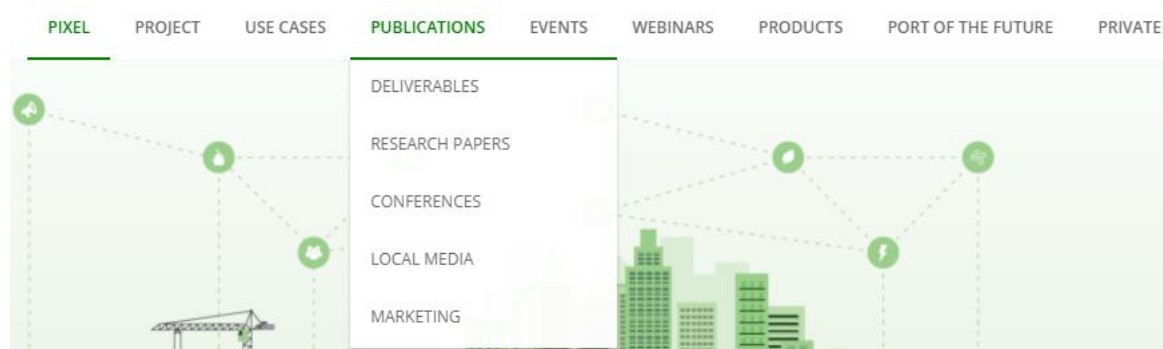 PIXEL PROJECT USE CASES PUBLICATIONS EVENTS WEBINARS PRODUCTS PORT OF THE FUTURE PRIVATE
DELIVERABLES
RESEARCH PAPERS
CONFERENCES
LOCAL MEDIA
MARKETING